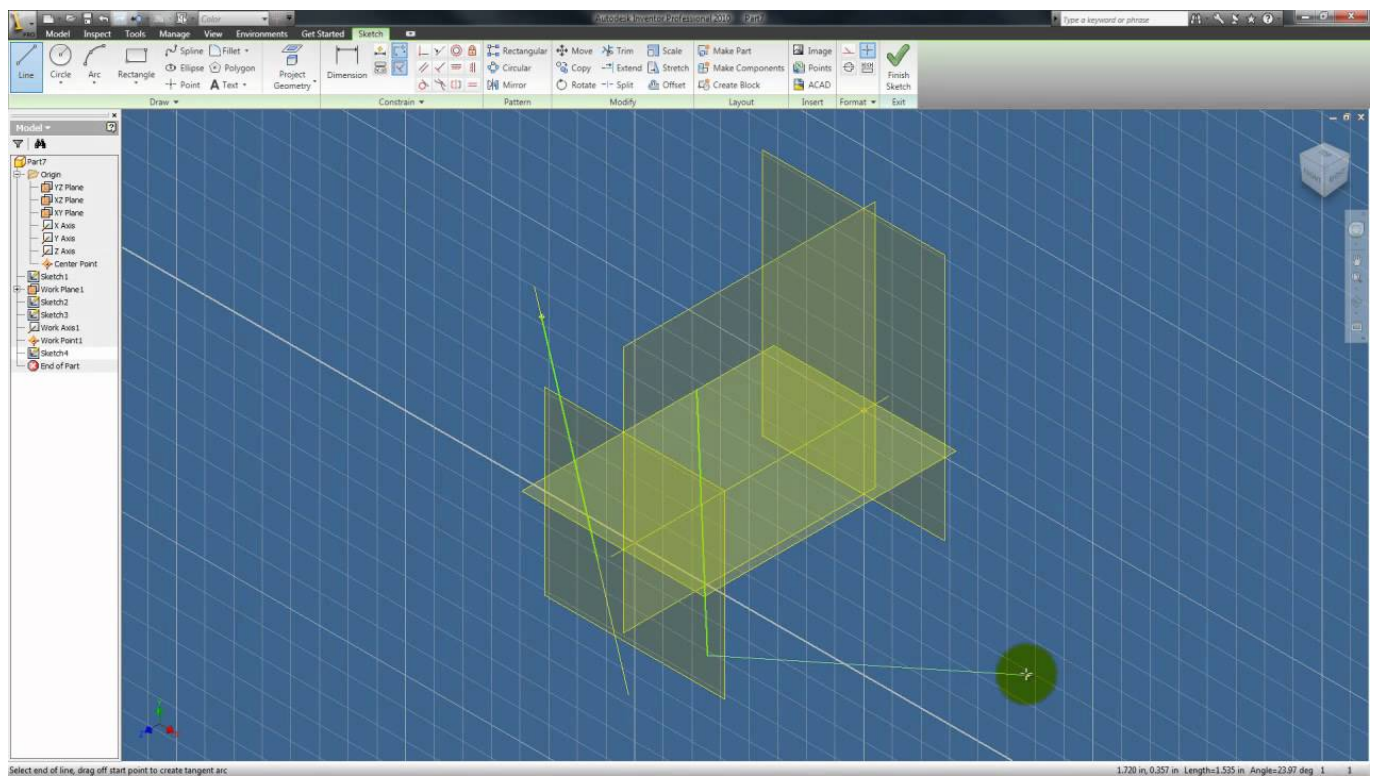 Color
Autodesk Inventor Professional 2010 Part7
Type a keyword or phrase
PRO
Model Inspect Tools Manage View Environments Get Started Sketch
Line Circle Arc Rectangle
Spline Fillet
Ellipse Polygon
Point A Text
Project Geometry
Dimension
Rectangular
Circular
Mirror
Move Trim Scale
Copy Extend Stretch
Rotate Split Offset
Make Part
Make Components
Create Block
Image
Points
ACAD
Finish Sketch
Draw Constrain Pattern Modify Layout Insert Format Exit
Model
Part7
Origin
YZ Plane
XZ Plane
XY Plane
X Axis
Y Axis
Z Axis
Center Point
Sketch1
Work Plane1
Sketch2
Sketch3
Work Axis1
Work Point1
Sketch4
End of Part
Select end of line, drag off start point to create tangent arc
1.720 in, 0.357 in Length=1.535 in Angle=23.97 deg 1 1